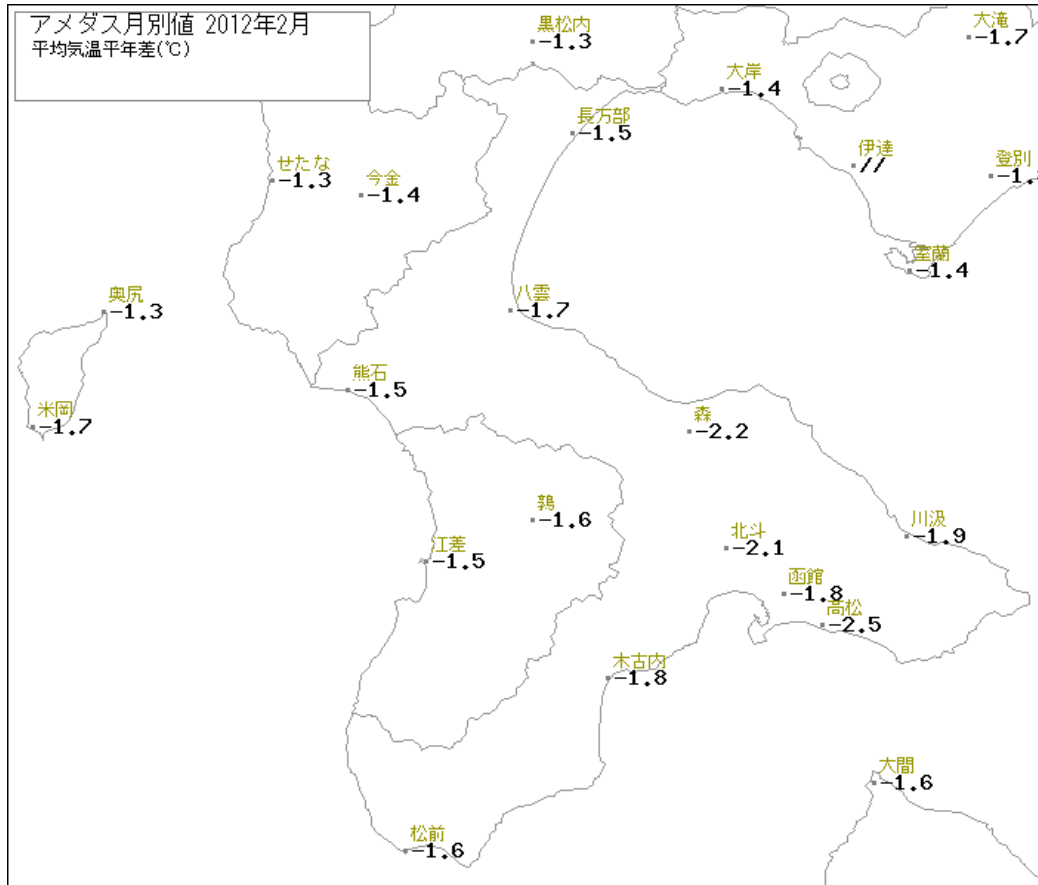 アメダス月別値 2012年2月
平均気温平年差(℃)
黒松内
-1.3
大滝
-1.7
大岸
-1.4
長万部
-1.5
せたな
-1.3
今金
-1.4
伊達
//
登別
-1.
室蘭
-1.4
奥尻
-1.3
八雲
-1.7
熊石
-1.5
米岡
-1.7
森
-2.2
鶉
-1.6
江差
-1.5
北斗
-2.1
川汲
-1.9
函館
-1.8
高松
-2.5
木古内
-1.8
大間
-1.6
松前
-1.6